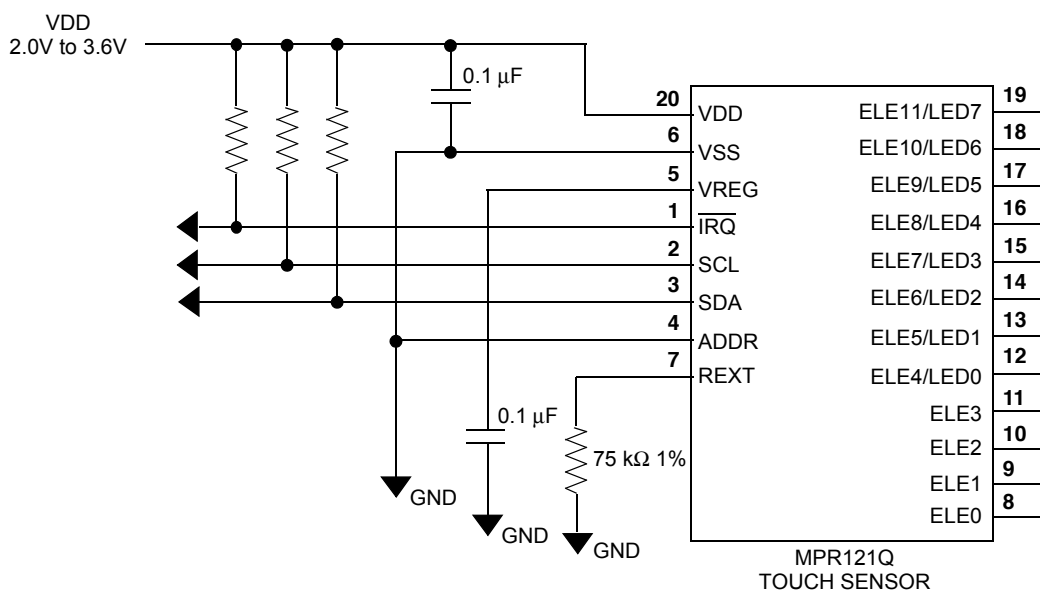 VDD
2.0V to 3.6V
0.1 μF
20
VDD
6
VSS
5
VREG
1
IRQ
2
SCL
3
SDA
4
ADDR
7
REXT
19
ELE11/LED7
18
ELE10/LED6
17
ELE9/LED5
16
ELE8/LED4
15
ELE7/LED3
14
ELE6/LED2
13
ELE5/LED1
12
ELE4/LED0
11
ELE3
10
ELE2
9
ELE1
8
ELE0
0.1 μF
75 kΩ 1%
GND
GND
GND
MPR121Q
TOUCH SENSOR